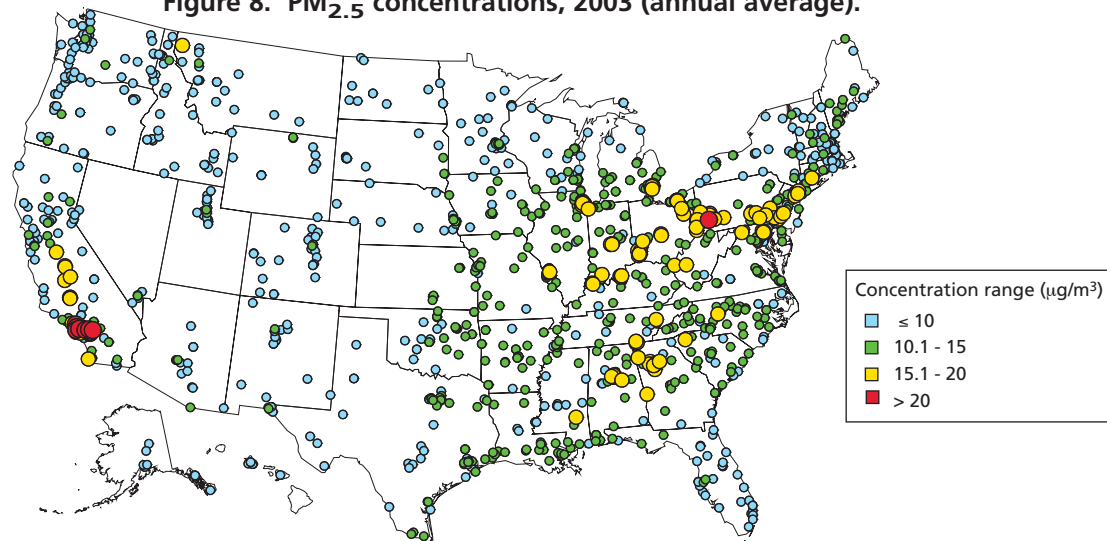 Figure 8. PM2.5 concentrations, 2003 (annual average).
Concentration range (μg/m³)
≤ 10
10.1 - 15
15.1 - 20
> 20